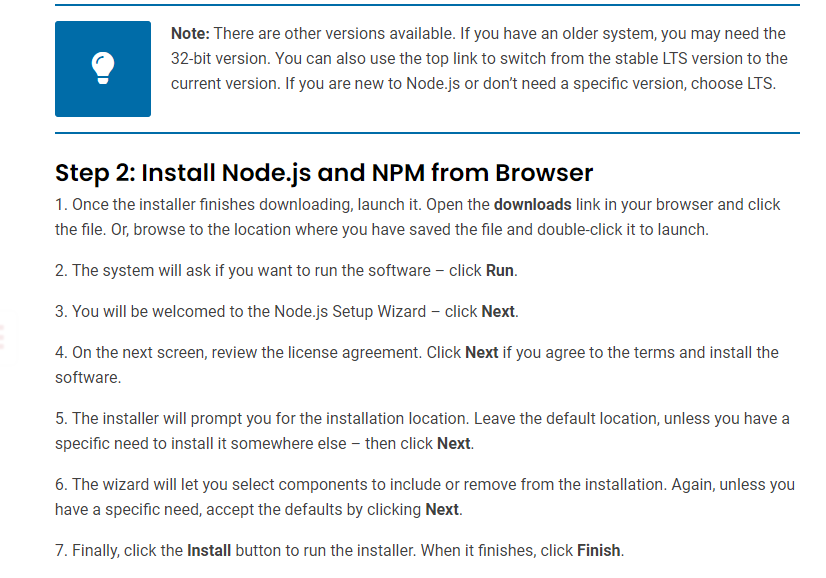 Note: There are other versions available. If you have an older system, you may need the
32-bit version. You can also use the top link to switch from the stable LTS version to the
current version. If you are new to Node.js or don’t need a specific version, choose LTS.
Step 2: Install Node.js and NPM from Browser
1. Once the installer finishes downloading, launch it. Open the downloads link in your browser and click
the file. Or, browse to the location where you have saved the file and double-click it to launch.
2. The system will ask if you want to run the software – click Run.
3. You will be welcomed to the Node.js Setup Wizard – click Next.
4. On the next screen, review the license agreement. Click Next if you agree to the terms and install the
software.
5. The installer will prompt you for the installation location. Leave the default location, unless you have a
specific need to install it somewhere else – then click Next.
6. The wizard will let you select components to include or remove from the installation. Again, unless you
have a specific need, accept the defaults by clicking Next.
7. Finally, click the Install button to run the installer. When it finishes, click Finish.